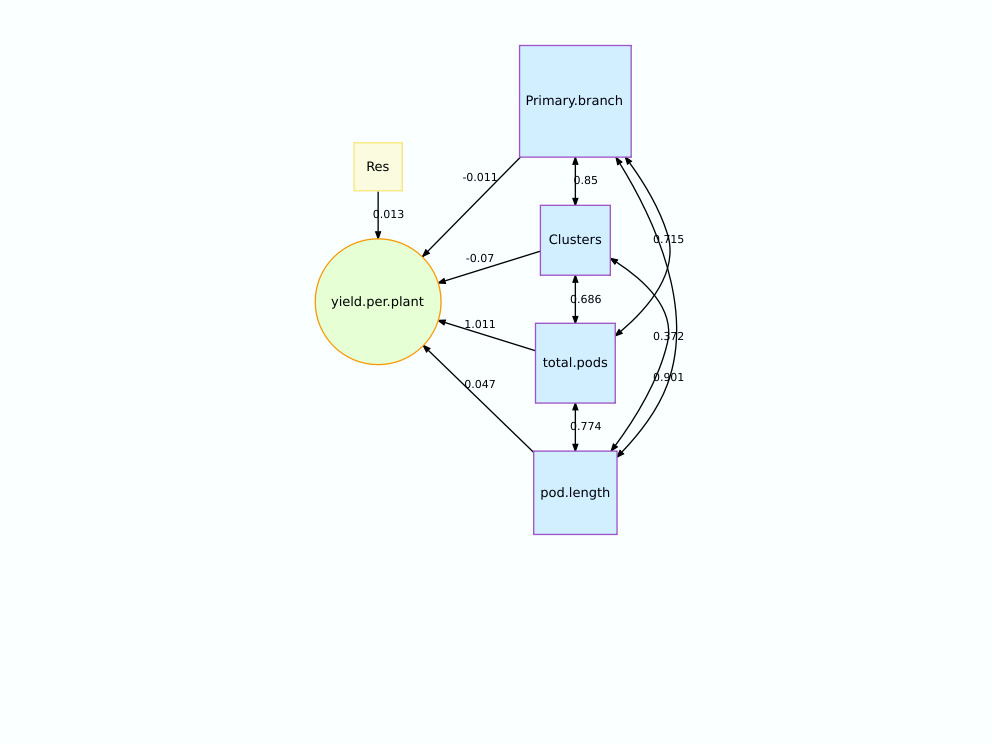 Primary.branch
Res
-0.011
0.85
0.013
Clusters
0.715
-0.07
yield.per.plant
0.686
1.011
0.372
total.pods
0.901
0.047
0.774
pod.length